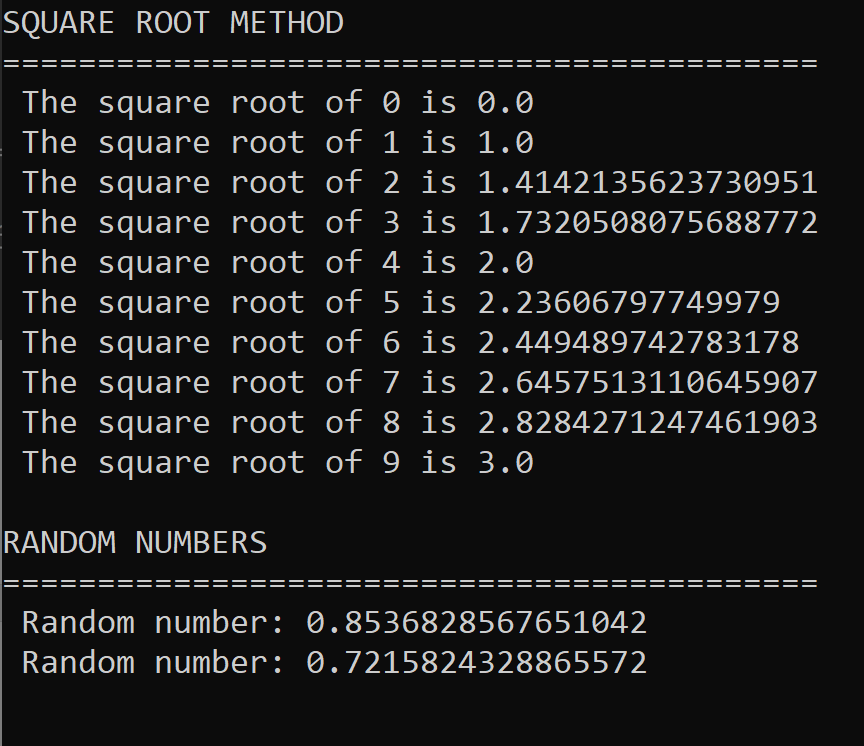 SQUARE ROOT METHOD
===========================================
The square root of 0 is 0.0
The square root of 1 is 1.0
The square root of 2 is 1.4142135623730951
The square root of 3 is 1.7320508075688772
The square root of 4 is 2.0
The square root of 5 is 2.23606797749979
The square root of 6 is 2.449489742783178
The square root of 7 is 2.6457513110645907
The square root of 8 is 2.8284271247461903
The square root of 9 is 3.0
RANDOM NUMBERS
===========================================
Random number: 0.8536828567651042
Random number: 0.7215824328865572